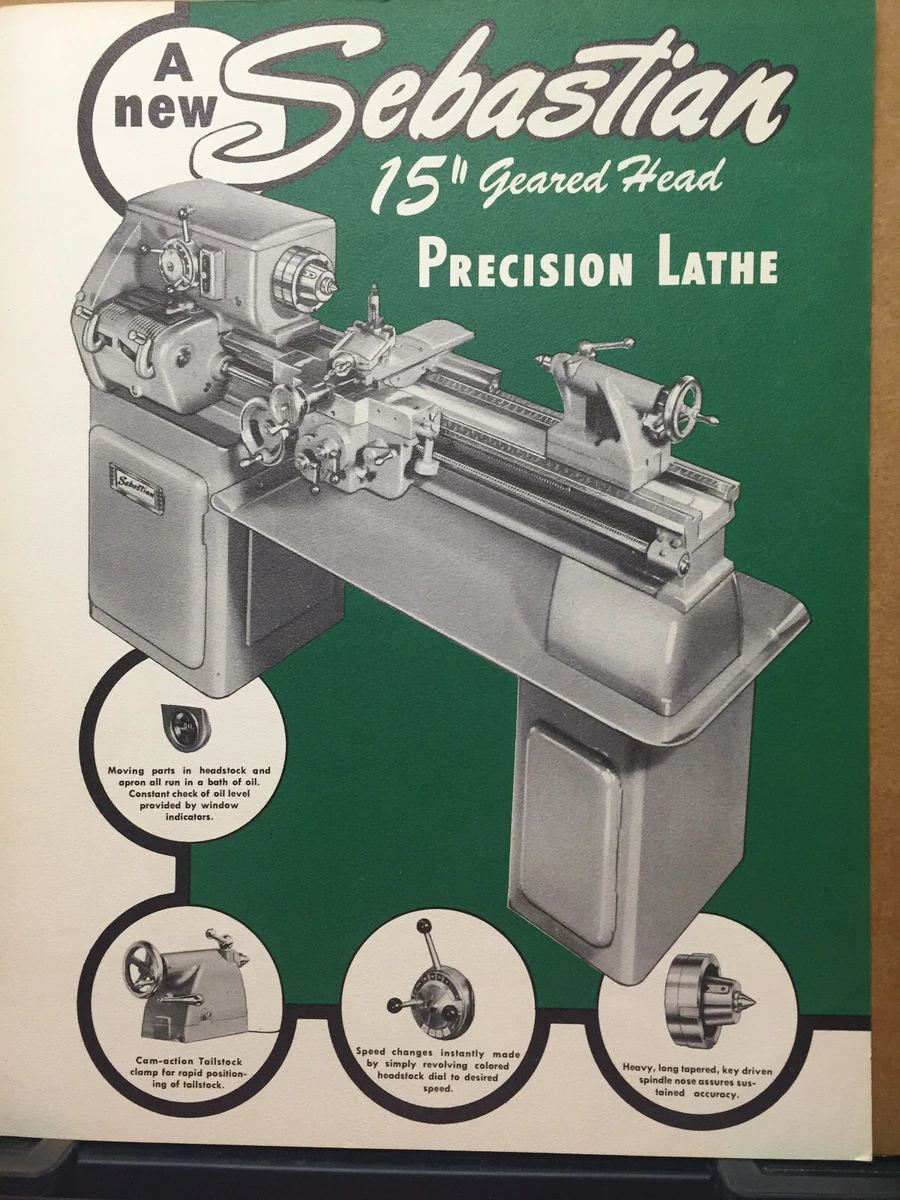 A
new
Sebastian
15" Geared Head
PRECISION LATHE
Sebastian
OIL
Moving parts in headstock and
apron all run in a bath of oil.
Constant check of oil level
provided by window
indicators.
Cam-action Tailstock
clamp for rapid position-
ing of tailstock.
Speed changes instantly made
by simply revolving colored
headstock dial to desired
speed.
Heavy, long tapered, key driven
spindle nose assures sus-
tained accuracy.